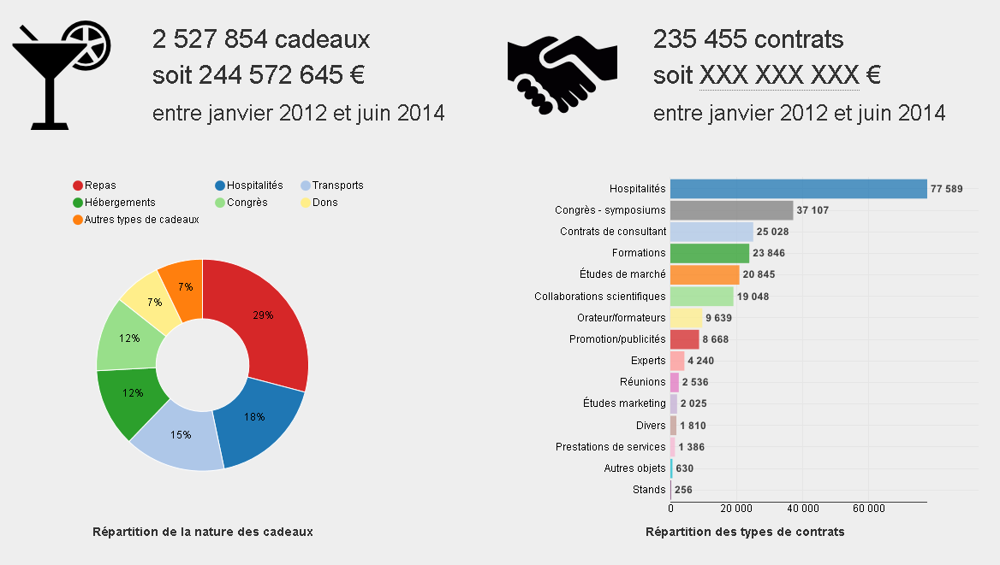 2 527 854 cadeaux
soit 244 572 645 €
entre janvier 2012 et juin 2014
235 455 contrats
soit XXX XXX XXX €
entre janvier 2012 et juin 2014
Repas Hospitalités Transports
Hébergements Congrès Dons
Autres types de cadeaux
7%
7%
29%
12%
12%
18%
15%
Répartition de la nature des cadeaux
Hospitalités 77 589
Congrès - symposiums 37 107
Contrats de consultant 25 028
Formations 23 846
Études de marché 20 845
Collaborations scientifiques 19 048
Orateur/formateurs 9 639
Promotion/publicités 8 668
Experts 4 240
Réunions 2 536
Études marketing 2 025
Divers 1 810
Prestations de services 1 386
Autres objets 630
Stands 256
0 20 000 40 000 60 000
Répartition des types de contrats